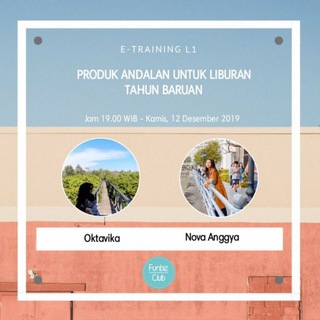 E-TRAINING L1
PRODUK ANDALAN UNTUK LIBURAN
TAHUN BARUAN
Jam 19.00 WIB - Kamis, 12 Desember 2019
Oktavika
Nova Anggya
Funbiz
Club